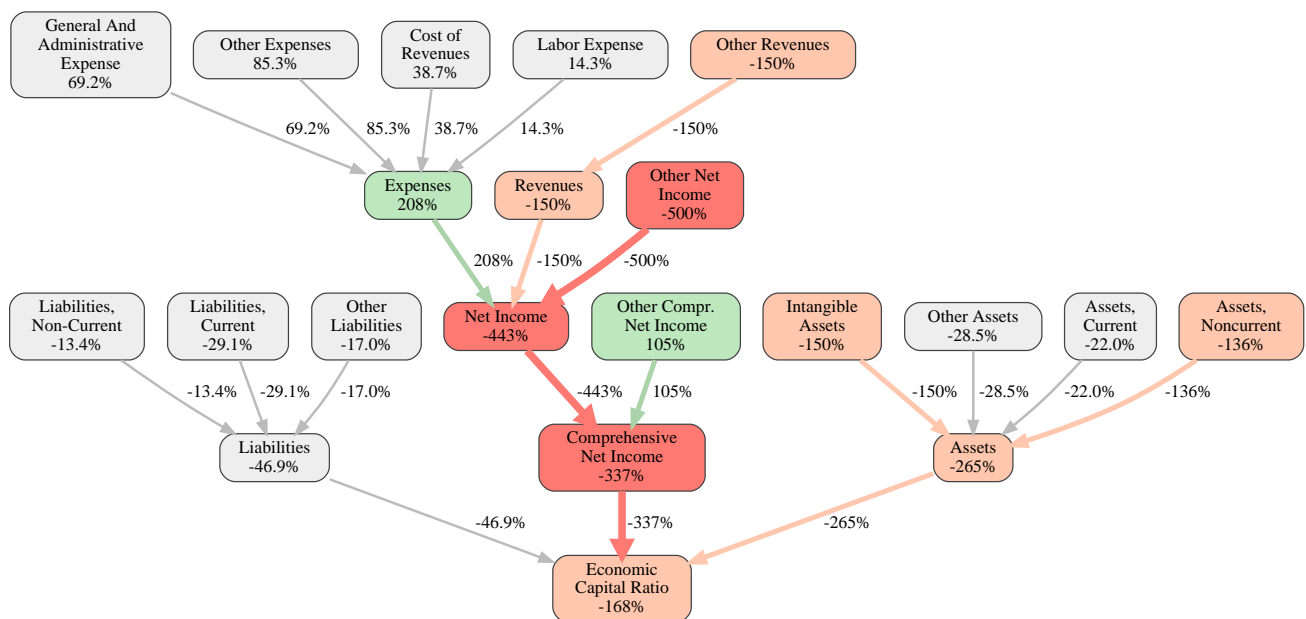 General And
Administrative
Expense
69.2%
Other Expenses
85.3%
Cost of
Revenues
38.7%
Labor Expense
14.3%
Other Revenues
-150%
69.2%
85.3%
38.7%
14.3%
-150%
Expenses
208%
Revenues
-150%
Other Net
Income
-500%
208%
-150%
-500%
Liabilities,
Non-Current
-13.4%
Liabilities,
Current
-29.1%
Other
Liabilities
-17.0%
Net Income
-443%
Other Compr.
Net Income
105%
Intangible
Assets
-150%
Other Assets
-28.5%
Assets,
Current
-22.0%
Assets,
Noncurrent
-136%
-13.4%
-29.1%
-17.0%
-443%
105%
-150%
-28.5%
-22.0%
-136%
Liabilities
-46.9%
Comprehensive
Net Income
-337%
Assets
-265%
-46.9%
-337%
-265%
Economic
Capital Ratio
-168%